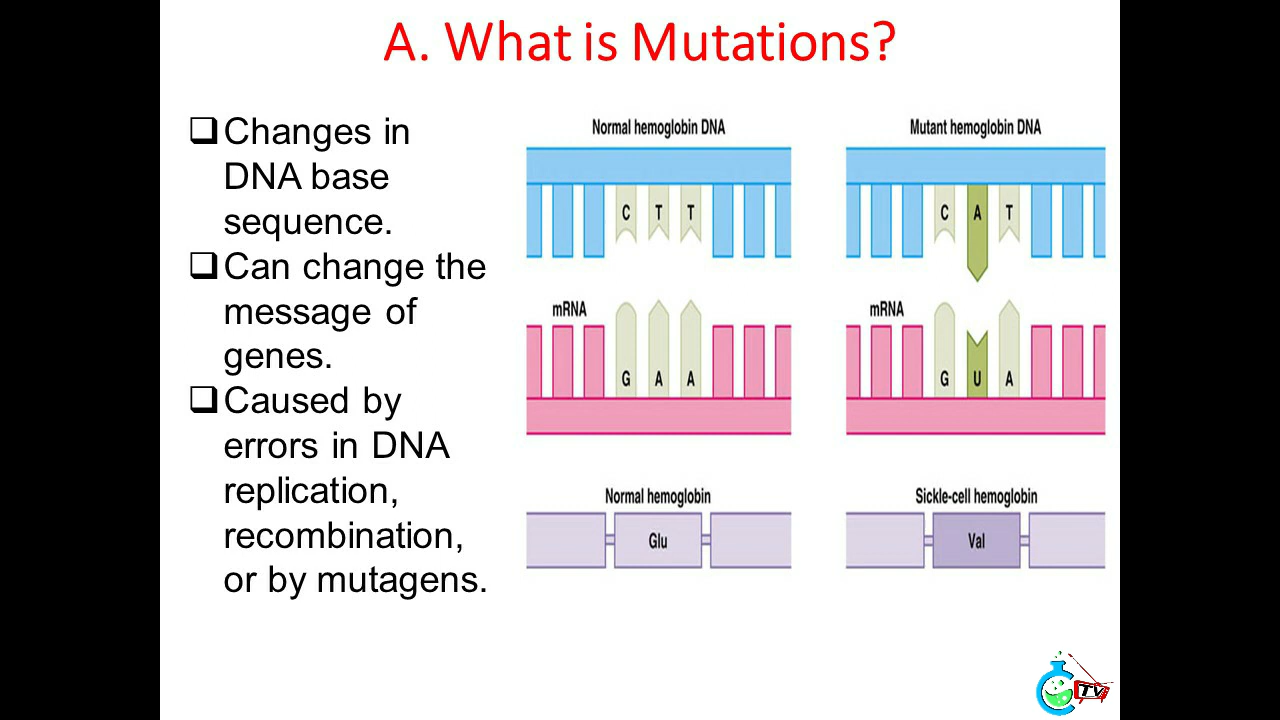 A. What is Mutations?
Changes in
DNA base
sequence.
Can change the
message of
genes.
Caused by
errors in DNA
replication,
recombination,
or by mutagens.
Normal hemoglobin DNA
C T T
mRNA
G A A
Normal hemoglobin
Glu
Mutant hemoglobin DNA
C A T
mRNA
G U A
Sickle-cell hemoglobin
Val
TV